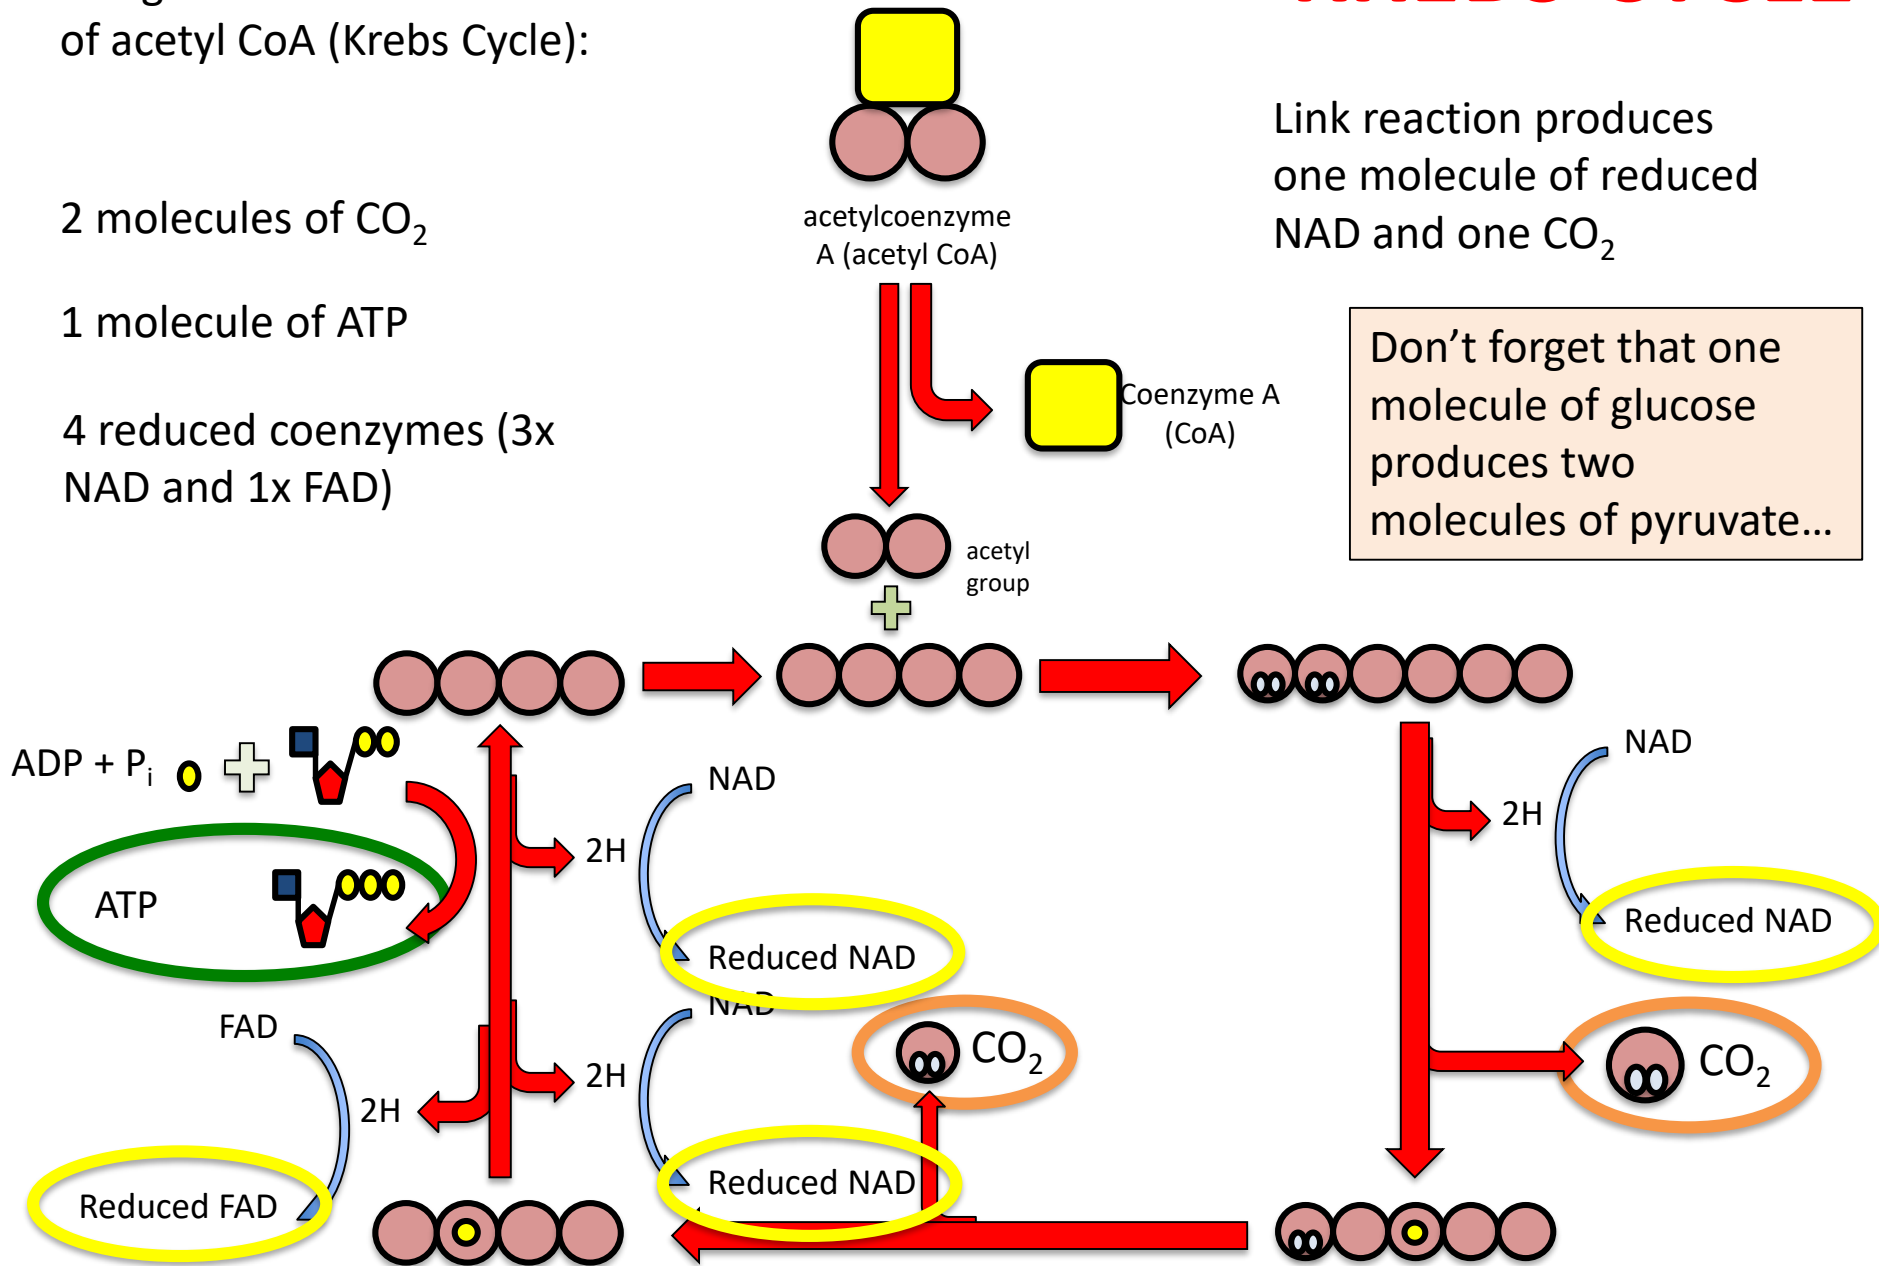 of acetyl CoA (Krebs Cycle):
2 molecules of CO₂
1 molecule of ATP
4 reduced coenzymes (3x
NAD and 1x FAD)
Link reaction produces
one molecule of reduced
NAD and one CO₂
Don’t forget that one
molecule of glucose
produces two
molecules of pyruvate…
acetylcoenzyme
A (acetyl CoA)
Coenzyme A
(CoA)
acetyl
group
ADP + Pᵢ
ATP
FAD
2H
Reduced FAD
NAD
2H
Reduced NAD
NAD
2H
Reduced NAD
CO₂
NAD
2H
Reduced NAD
CO₂